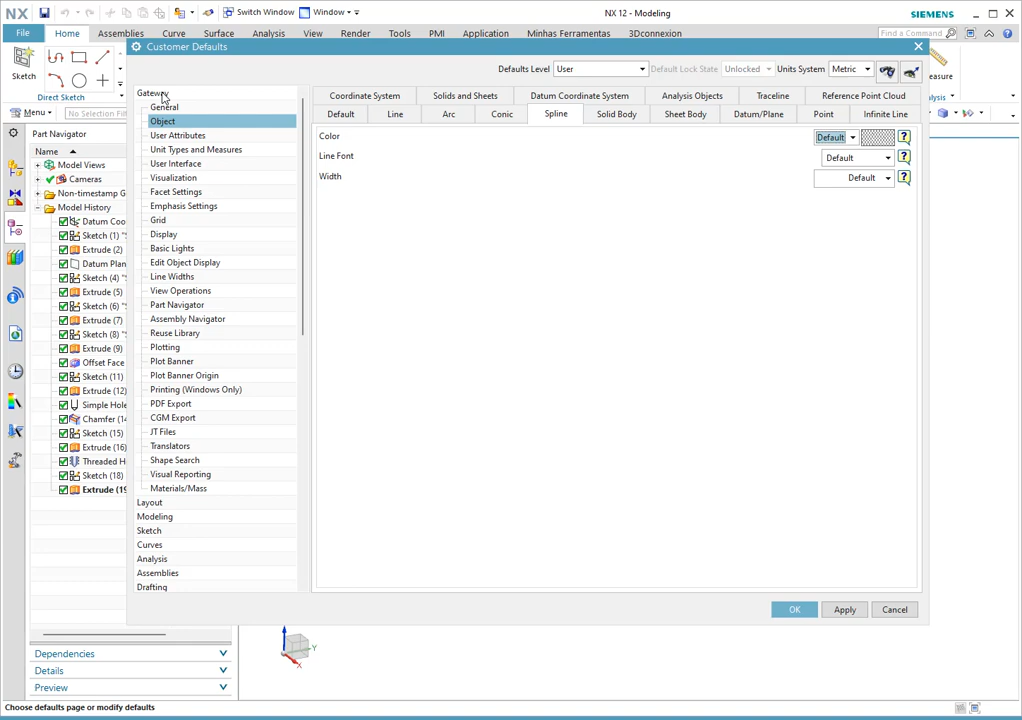 NX
Switch Window
Window
NX 12 - Modeling
SIEMENS
File
Home
Assemblies
Curve
Surface
Analysis
View
Render
Tools
PMI
Application
Minhas Ferramentas
3Dconnexion
Find a Command
Sketch
Direct Sketch
Menu
No Selection
Customer Defaults
Defaults Level
User
Default Lock State
Unlocked
Units System
Metric
Part Navigator
Name
Model Views
Cameras
Non-timestamp G
Model History
Datum Coo
Sketch (1) "S
Extrude (2)
Datum Plan
Sketch (4) "S
Extrude (5)
Sketch (6) "S
Extrude (7)
Sketch (8) "S
Extrude (9)
Offset Face
Sketch (11)
Extrude (12)
Simple Hole
Chamfer (14
Sketch (15)
Extrude (16)
Threaded H
Sketch (18)
Extrude (19
Dependencies
Details
Preview
Gateway
General
Object
User Attributes
Unit Types and Measures
User Interface
Visualization
Facet Settings
Emphasis Settings
Grid
Display
Basic Lights
Edit Object Display
Line Widths
View Operations
Part Navigator
Assembly Navigator
Reuse Library
Plotting
Plot Banner
Plot Banner Origin
Printing (Windows Only)
PDF Export
CGM Export
JT Files
Translators
Shape Search
Visual Reporting
Materials/Mass
Layout
Modeling
Sketch
Curves
Analysis
Assemblies
Drafting
Coordinate System
Solids and Sheets
Datum Coordinate System
Analysis Objects
Traceline
Reference Point Cloud
Default
Line
Arc
Conic
Spline
Solid Body
Sheet Body
Datum/Plane
Point
Infinite Line
Color
Default
Line Font
Default
Width
Default
OK
Apply
Cancel
easure
alysis
Z
Y
X
Choose defaults page or modify defaults